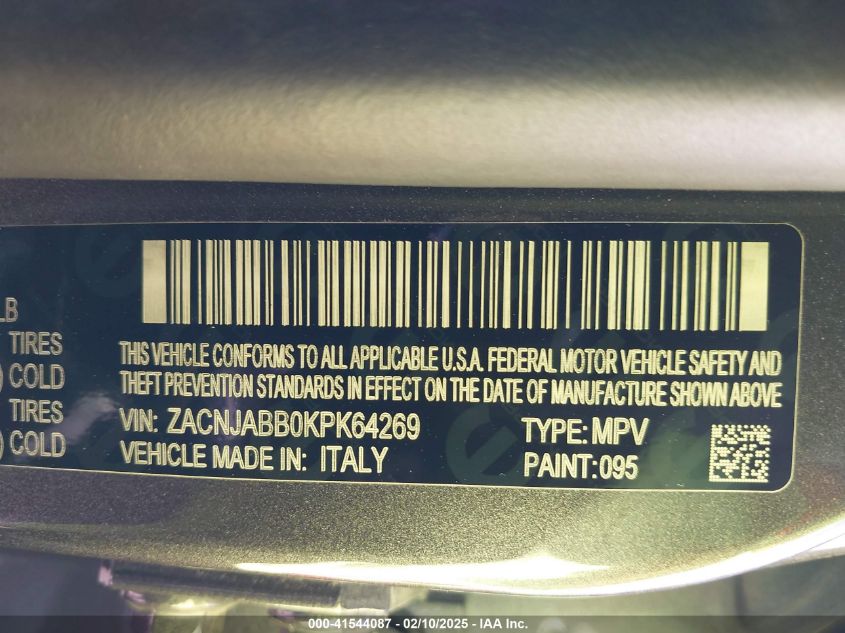 LB
TIRES
COLD
TIRES
COLD
THIS VEHICLE CONFORMS TO ALL APPLICABLE U.S.A. FEDERAL MOTOR VEHICLE SAFETY AND
THEFT PREVENTION STANDARDS IN EFFECT ON THE DATE OF MANUFACTURE SHOWN ABOVE
VIN: ZACNJABB0KPK64269 TYPE: MPV
VEHICLE MADE IN: ITALY PAINT: 095
000-41544087 - 02/10/2025 - IAA Inc.